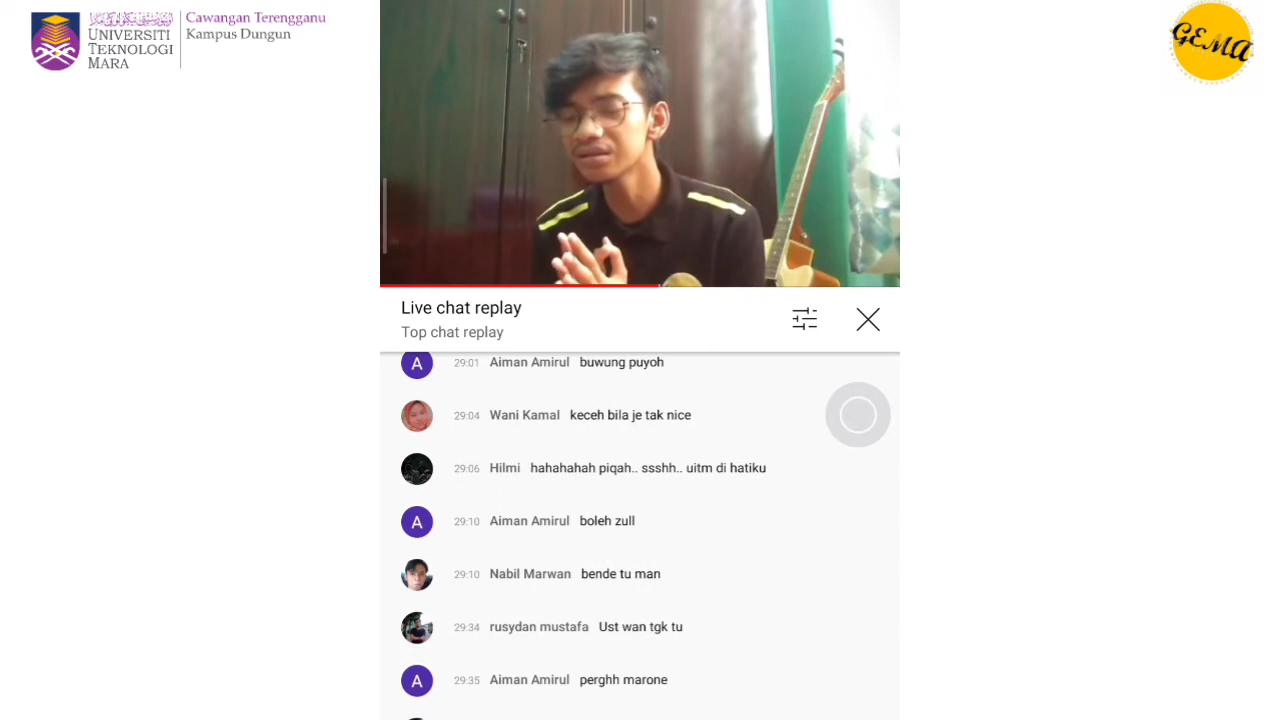 UNIVERSITI
TEKNOLOGI
MARA
Cawangan Terengganu
Kampus Dungun
GEMA
Live chat replay
Top chat replay
A 29:01 Aiman Amirul buwung puyoh
29:04 Wani Kamal keceh bila je tak nice
29:06 Hilmi hahahahah piqah.. ssshh.. uitm di hatiku
A 29:10 Aiman Amirul boleh zull
29:10 Nabil Marwan bende tu man
29:34 rusydan mustafa Ust wan tgk tu
A 29:35 Aiman Amirul perghh marone